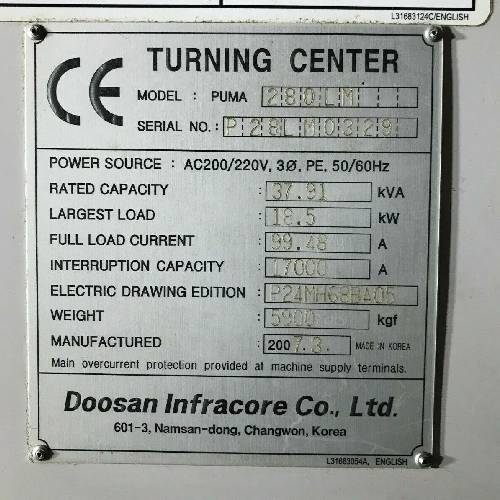 L31683124C/ENGLISH
CE TURNING CENTER
MODEL : PUMA 280LM
SERIAL NO. : P28LM0329
POWER SOURCE : AC200/220V, 3Ø, PE, 50/60Hz
RATED CAPACITY : 37.91 kVA
LARGEST LOAD : 18.5 kW
FULL LOAD CURRENT : 99.48 A
INTERRUPTION CAPACITY : 17000 A
ELECTRIC DRAWING EDITION : P24MH68BA05
WEIGHT : 5900 kgf
MANUFACTURED : 2007.3. MADE IN KOREA
Main overcurrent protection provided at machine supply terminals.
Doosan Infracore Co., Ltd.
601-3, Namsan-dong, Changwon, Korea
L31683054A, ENGLISH